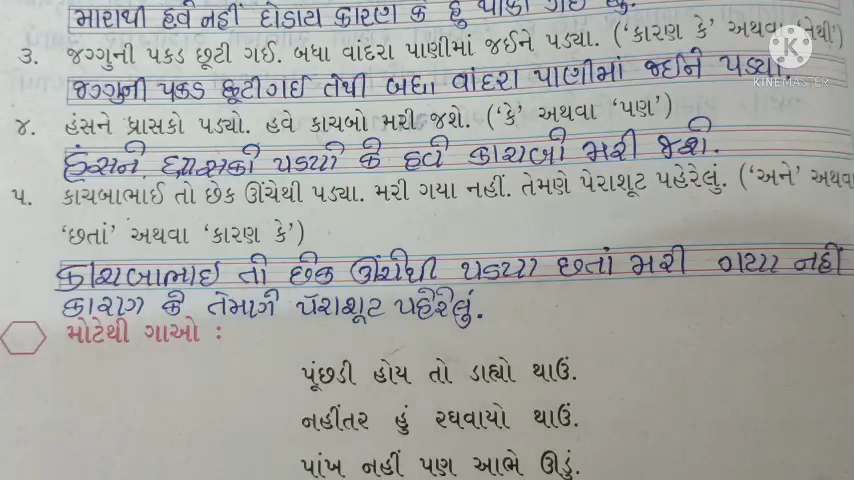 મારાથી હવે નહીં દોડાય કારણ કે હું થાકી ગઈ છું.
૩. જગ્ગુની પકડ છૂટી ગઈ. બધા વાંદરા પાણીમાં જઈને પડ્યા. ('કારણ કે' અથવા 'તેથી')
જગ્ગુની પકડ છૂટી ગઈ તેથી બધા વાંદરા પાણીમાં જઈને પડ્યા
KINEMASTER
૪. હંસને ધ્રાસકો પડ્યો. હવે કાચબો મરી જશે. ('કે' અથવા 'પણ')
હંસને ધ્રાસકો પડ્યો કે હવે કાચબો મરી જશે.
૫. કાચબાભાઈ તો છેક ઊંચેથી પડ્યા. મરી ગયા નહીં. તેમણે પેરાશૂટ પહેરેલું. ('અને' અથવા
'છતાં' અથવા 'કારણ કે')
કાચબાભાઈ તો છેક ઊંચેથી પડ્યા છતાં મરી ગયા નહીં
કારણ કે તેમણે પૅરાશૂટ પહેરેલું.
મોટેથી ગાઓ :
પૂંછડી હોય તો ડાહ્યો થાઉં.
નહીંતર હું રઘવાયો થાઉં.
પાંખ નહીં પણ આભે ઊડું.